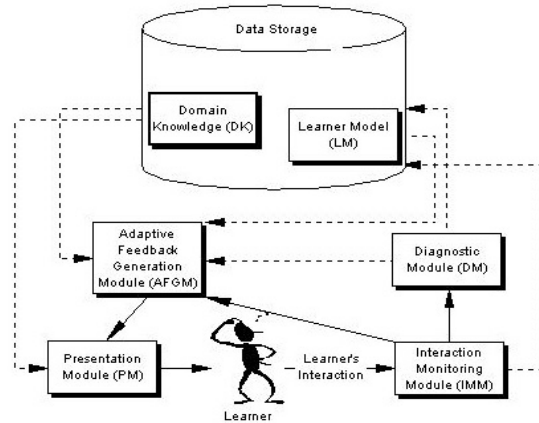 Data Storage
Domain
Knowledge (DK)
Learner Model
(LM)
Adaptive
Feedback
Generation
Module (AFGM)
Diagnostic
Module (DM)
Presentation
Module (PM)
Learner's
Interaction
Interaction
Monitoring
Module (IMM)
Learner